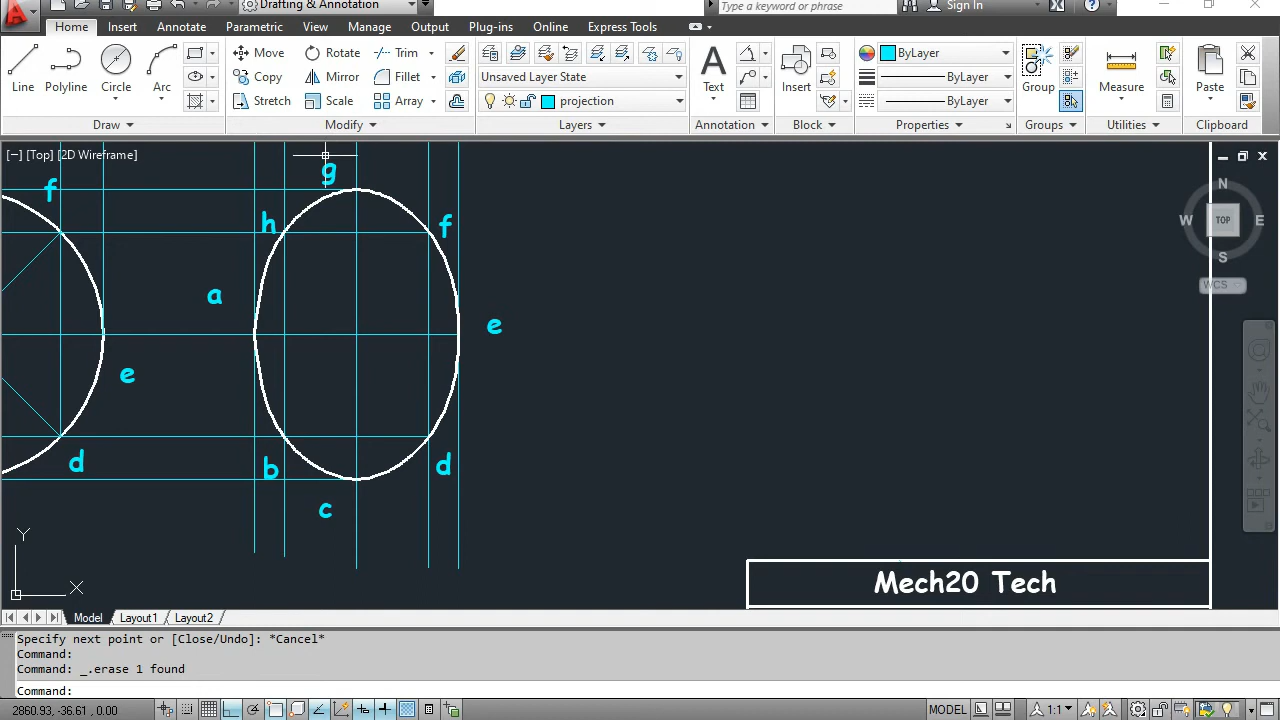 Drafting & Annotation
Type a keyword or phrase
Sign In
Home Insert Annotate Parametric View Manage Output Plug-ins Online Express Tools
Line Polyline Circle Arc
Move Rotate Trim
Copy Mirror Fillet
Stretch Scale Array
Unsaved Layer State
projection
Text Insert
ByLayer
ByLayer
ByLayer
Group Measure Paste
Draw Modify Layers Annotation Block Properties Groups Utilities Clipboard
[−] [Top] [2D Wireframe]
g
f
h
f
a
e
e
d
b
d
c
N
W TOP E
S
WCS
Y
X
Mech20 Tech
Model Layout1 Layout2
Specify next point or [Close/Undo]: *Cancel*
Command:
Command: _.erase 1 found
Command:
2860.93, -36.61 , 0.00
MODEL 1:1